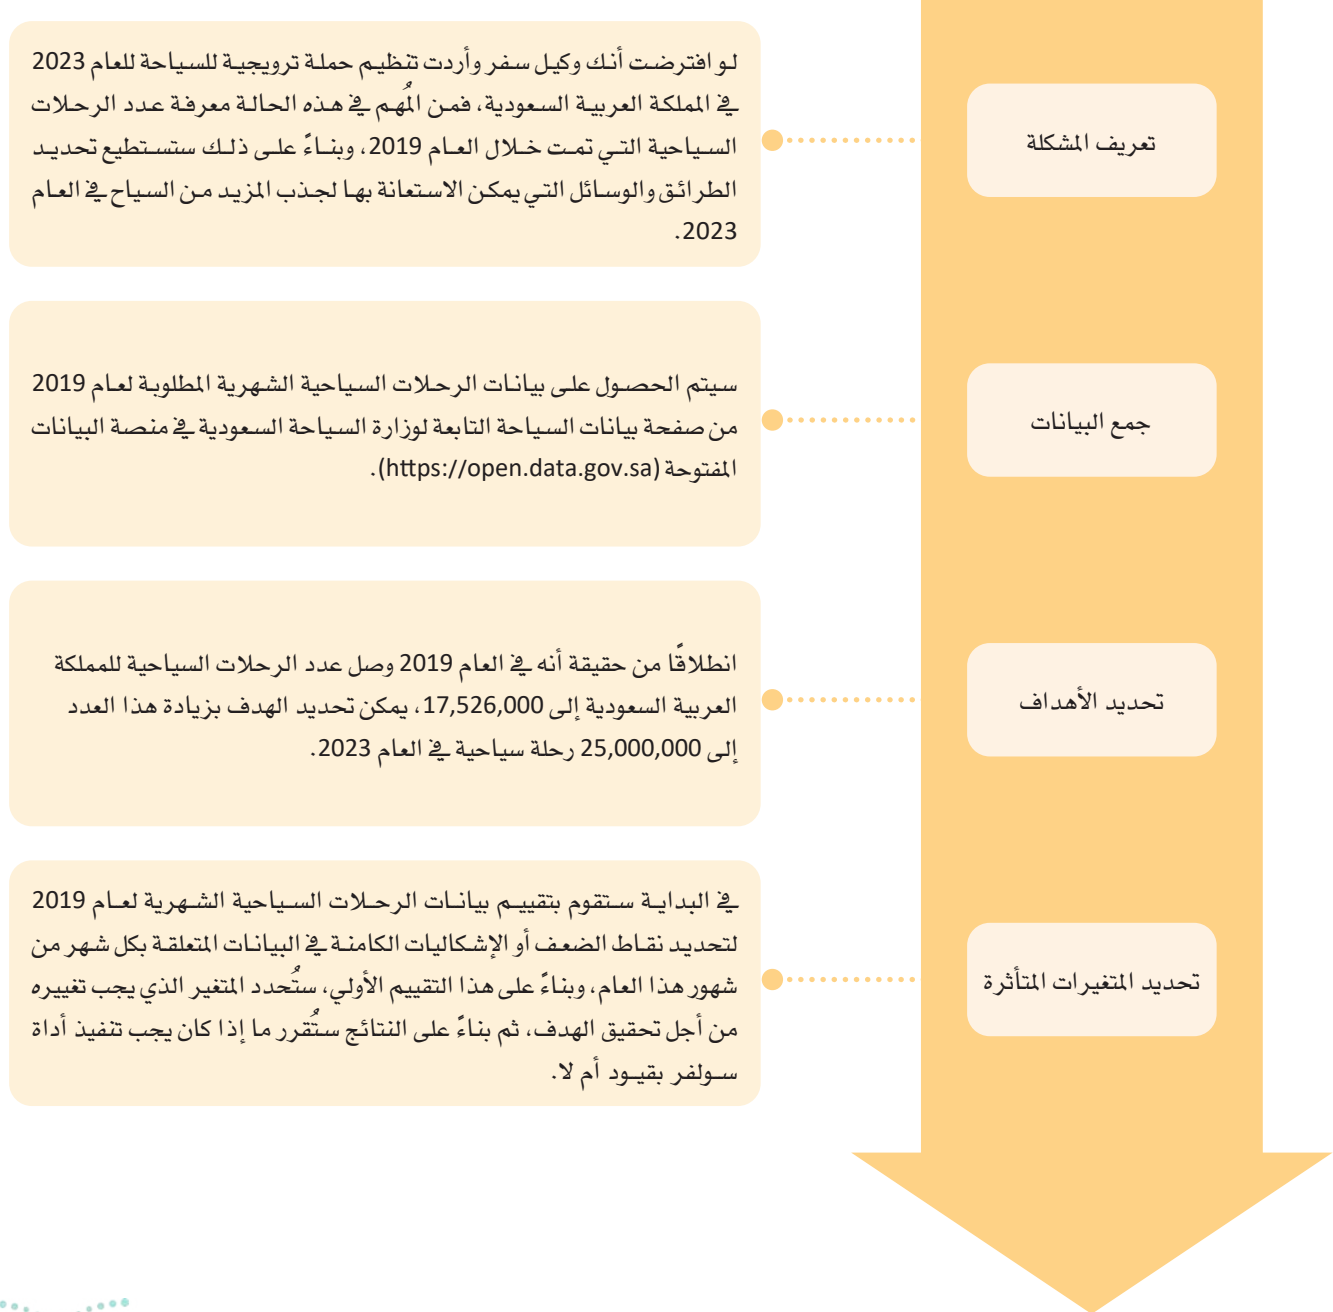 تعريف المشكلة
لو افترضت أنك وكيل سفر وأردت تنظيم حملة ترويجية للسياحة للعام 2023
في المملكة العربية السعودية، فمن المُهم في هذه الحالة معرفة عدد الرحلات
السياحية التي تمت خلال العام 2019، وبناءً على ذلك ستستطيع تحديد
الطرائق والوسائل التي يمكن الاستعانة بها لجذب المزيد من السياح في العام
2023.
جمع البيانات
سيتم الحصول على بيانات الرحلات السياحية الشهرية المطلوبة لعام 2019
من صفحة بيانات السياحة التابعة لوزارة السياحة السعودية في منصة البيانات
المفتوحة (https://open.data.gov.sa).
تحديد الأهداف
انطلاقًا من حقيقة أنه في العام 2019 وصل عدد الرحلات السياحية للمملكة
العربية السعودية إلى 17,526,000، يمكن تحديد الهدف بزيادة هذا العدد
إلى 25,000,000 رحلة سياحية في العام 2023.
تحديد المتغيرات المتأثرة
في البداية ستقوم بتقييم بيانات الرحلات السياحية الشهرية لعام 2019
لتحديد نقاط الضعف أو الإشكاليات الكامنة في البيانات المتعلقة بكل شهر من
شهور هذا العام، وبناءً على هذا التقييم الأولي، ستُحدد المتغير الذي يجب تغييره
من أجل تحقيق الهدف، ثم بناءً على النتائج ستُقرر ما إذا كان يجب تنفيذ أداة
سولفر بقيود أم لا.